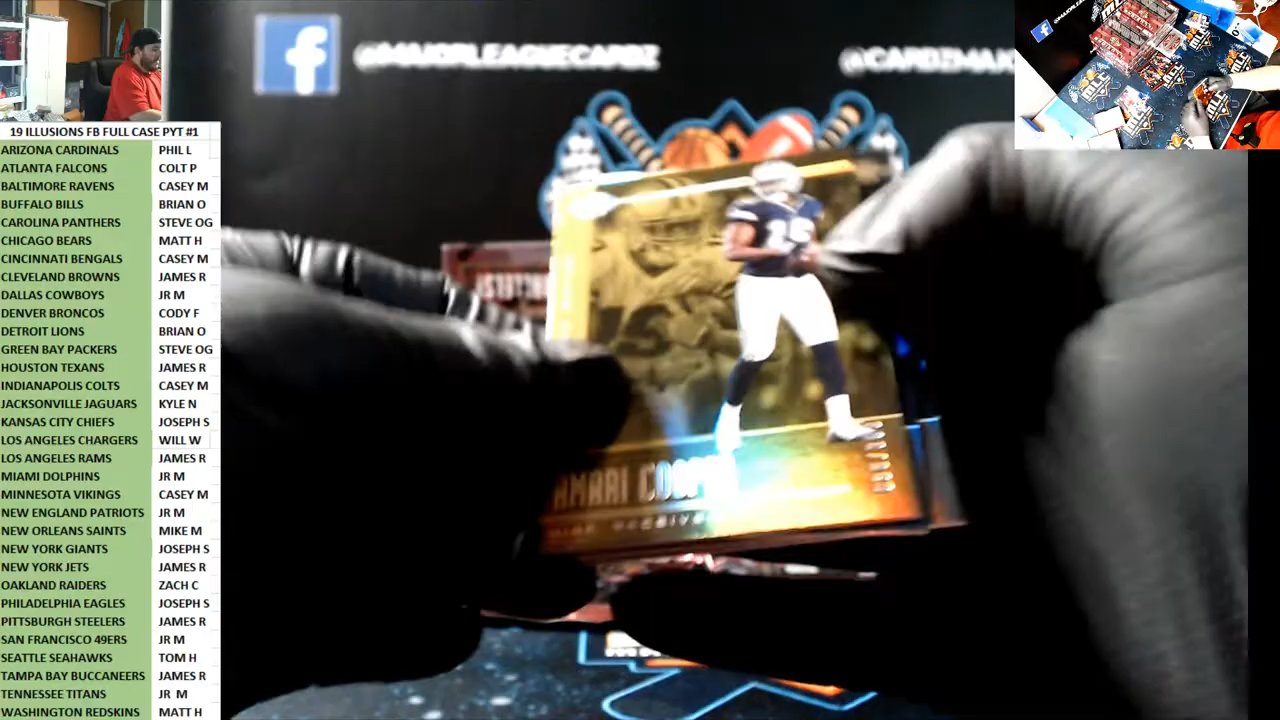 @MAJORLEAGUECARDZ
19 ILLUSIONS FB FULL CASE PYT #1
ARIZONA CARDINALS PHIL L
ATLANTA FALCONS COLT P
BALTIMORE RAVENS CASEY M
BUFFALO BILLS BRIAN O
CAROLINA PANTHERS STEVE OG
CHICAGO BEARS MATT H
CINCINNATI BENGALS CASEY M
CLEVELAND BROWNS JAMES R
DALLAS COWBOYS JR M
DENVER BRONCOS CODY F
DETROIT LIONS BRIAN O
GREEN BAY PACKERS STEVE OG
HOUSTON TEXANS JAMES R
INDIANAPOLIS COLTS CASEY M
JACKSONVILLE JAGUARS KYLE N
KANSAS CITY CHIEFS JOSEPH S
LOS ANGELES CHARGERS WILL W
LOS ANGELES RAMS JAMES R
MIAMI DOLPHINS JR M
MINNESOTA VIKINGS CASEY M
NEW ENGLAND PATRIOTS JR M
NEW ORLEANS SAINTS MIKE M
NEW YORK GIANTS JOSEPH S
NEW YORK JETS JAMES R
OAKLAND RAIDERS ZACH C
PHILADELPHIA EAGLES JOSEPH S
PITTSBURGH STEELERS JAMES R
SAN FRANCISCO 49ERS JR M
SEATTLE SEAHAWKS TOM H
TAMPA BAY BUCCANEERS JAMES R
TENNESSEE TITANS JR M
WASHINGTON REDSKINS MATT H
@CARDZMAJ
AMARI COOPER